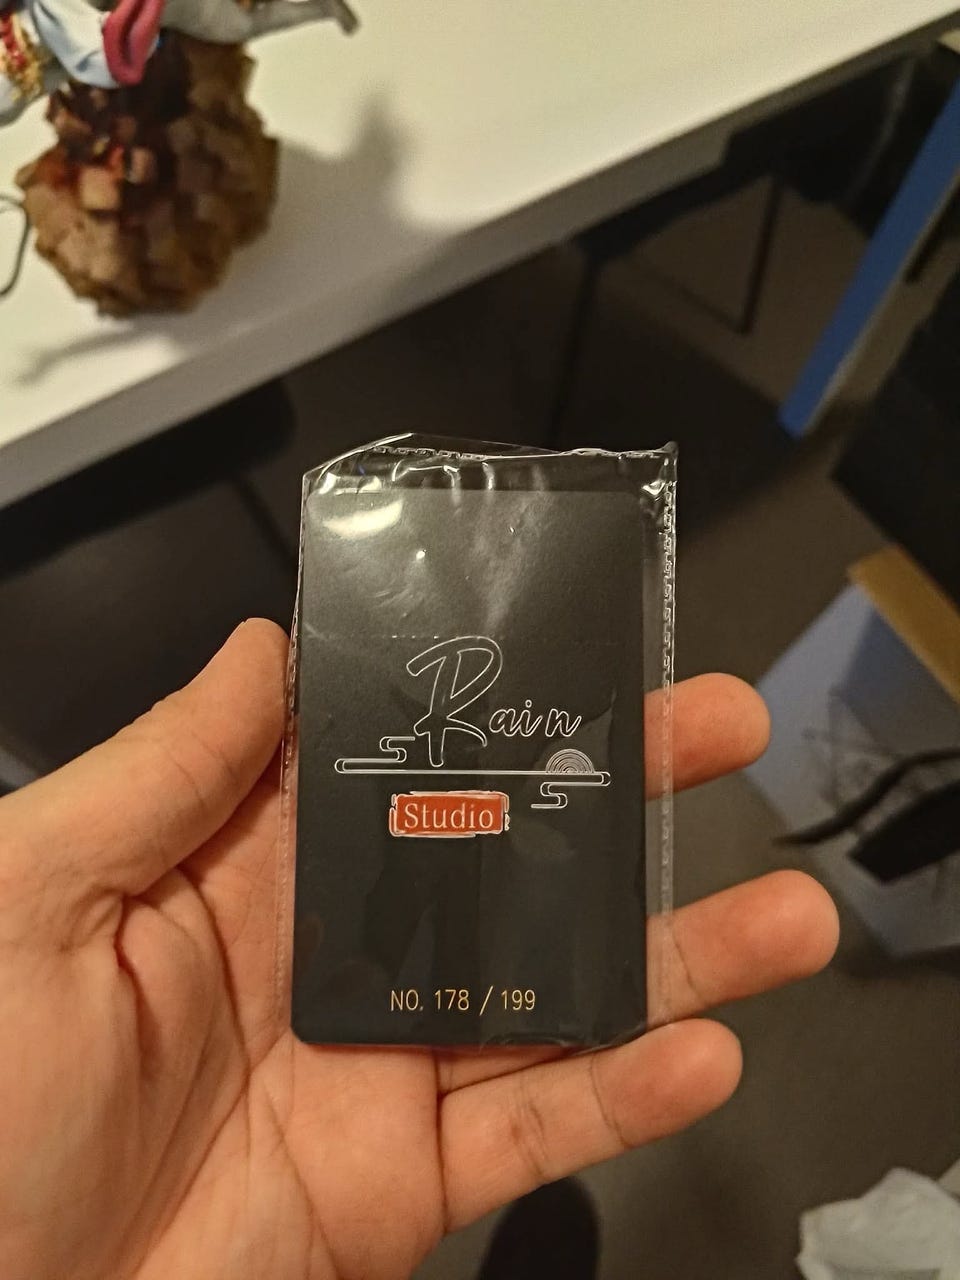 Rain
Studio
NO. 178 / 199